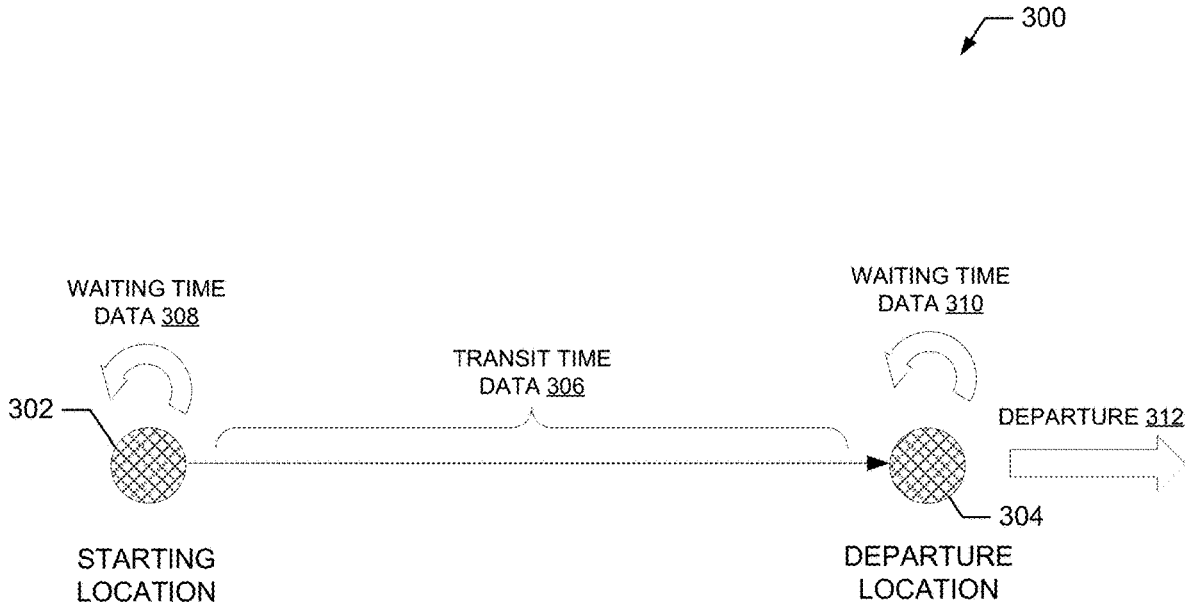 300
WAITING TIME
DATA 308
WAITING TIME
DATA 310
TRANSIT TIME
DATA 306
302
DEPARTURE 312
304
STARTING
LOCATION
DEPARTURE
LOCATION